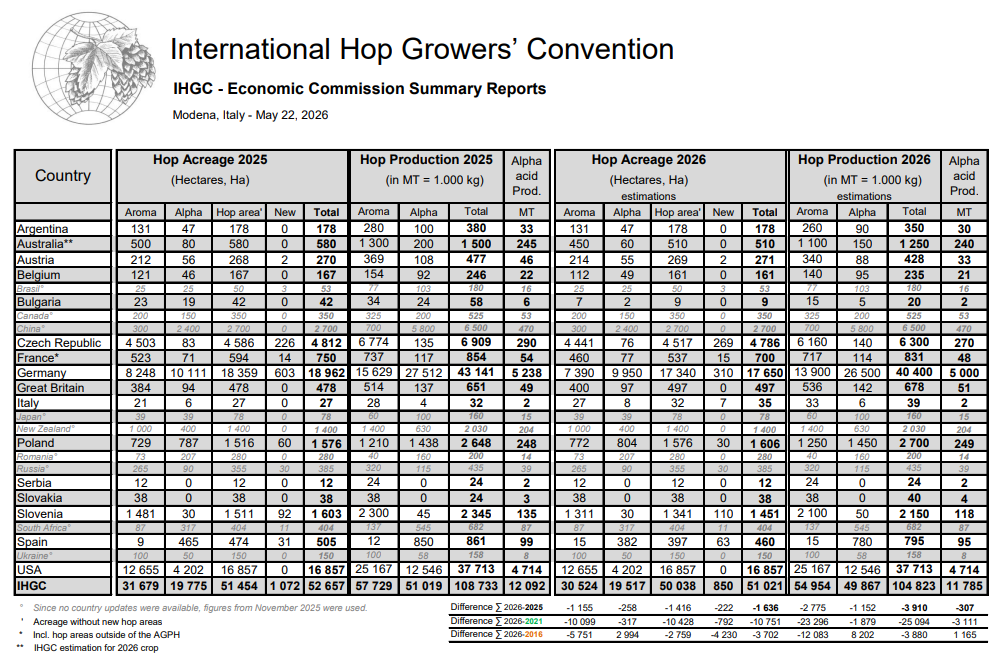 International Hop Growers' Convention
IHGC - Economic Commission Summary Reports
Modena, Italy - May 22, 2026
Country Hop Acreage 2025 Hop Production 2025 Alpha acid Prod. Hop Acreage 2026 Hop Production 2026 Alpha acid Prod.
(Hectares, Ha) (in MT = 1.000 kg) (Hectares, Ha) (in MT = 1.000 kg)
estimations estimations
Aroma Alpha Hop area' New Total Aroma Alpha Total MT Aroma Alpha Hop area' New Total Aroma Alpha Total MT
Argentina 131 47 178 0 178 280 100 380 33 131 47 178 0 178 260 90 350 30
Australia** 500 80 580 0 580 1 300 200 1 500 245 450 60 510 0 510 1 100 150 1 250 240
Austria 212 56 268 2 270 369 108 477 46 214 55 269 2 271 340 88 428 33
Belgium 121 46 167 0 167 154 92 246 22 112 49 161 0 161 140 95 235 21
Brasil° 25 25 50 3 53 77 103 180 16 25 25 50 3 53 77 103 180 16
Bulgaria 23 19 42 0 42 34 24 58 6 7 2 9 0 9 15 5 20 2
Canada° 200 150 350 0 350 325 200 525 53 200 150 350 0 350 325 200 525 53
China° 300 2 400 2 700 0 2 700 700 5 800 6 500 470 300 2 400 2 700 0 2 700 700 5 800 6 500 470
Czech Republic 4 503 83 4 586 226 4 812 6 774 135 6 909 290 4 441 76 4 517 269 4 786 6 160 140 6 300 270
France* 523 71 594 14 750 737 117 854 54 460 77 537 15 700 717 114 831 48
Germany 8 248 10 111 18 359 603 18 962 15 629 27 512 43 141 5 238 7 390 9 950 17 340 310 17 650 13 900 26 500 40 400 5 000
Great Britain 384 94 478 0 478 514 137 651 49 400 97 497 0 497 536 142 678 51
Italy 21 6 27 0 27 28 4 32 2 27 8 32 7 35 33 6 39 2
Japan° 39 39 78 0 78 60 100 160 15 39 39 78 0 78 60 100 160 15
New Zealand° 1 000 400 1 400 0 1 400 1 400 630 2 030 204 1 000 400 1 400 0 1 400 1 400 630 2 030 204
Poland 729 787 1 516 60 1 576 1 210 1 438 2 648 248 772 804 1 576 30 1 606 1 250 1 450 2 700 249
Romania° 73 207 280 0 280 40 160 200 14 73 207 280 0 280 40 160 200 14
Russia° 265 90 355 30 385 320 115 435 39 265 90 355 30 385 320 115 435 39
Serbia 12 0 12 0 12 24 0 24 2 12 0 12 0 12 24 0 24 2
Slovakia 38 0 38 0 38 24 0 24 3 38 0 38 0 38 40 0 40 4
Slovenia 1 481 30 1 511 92 1 603 2 300 45 2 345 135 1 311 30 1 341 110 1 451 2 100 50 2 150 118
South Africa° 87 317 404 11 404 137 545 682 87 87 317 404 11 404 137 545 682 87
Spain 9 465 474 31 505 12 850 861 99 15 382 397 63 460 15 780 795 95
Ukraine° 100 50 150 0 150 100 58 158 8 100 50 150 0 150 100 58 158 8
USA 12 655 4 202 16 857 0 16 857 25 167 12 546 37 713 4 714 12 655 4 202 16 857 0 16 857 25 167 12 546 37 713 4 714
IHGC 31 679 19 775 51 454 1 072 52 657 57 729 51 019 108 733 12 092 30 524 19 517 50 038 850 51 021 54 954 49 867 104 823 11 785
° Since no country updates were available, figures from November 2025 were used.
' Acreage without new hop areas
* Incl. hop areas outside of the AGPH
** IHGC estimation for 2026 crop
Difference ∑ 2026-2025 -1 155 -258 -1 416 -222 -1 636 -2 775 -1 152 -3 910 -307
Difference ∑ 2026-2021 -10 099 -317 -10 428 -792 -10 751 -23 296 -1 879 -25 094 -3 111
Difference ∑ 2026-2016 -5 751 2 994 -2 759 -4 230 -3 702 -12 083 8 202 -3 880 1 165